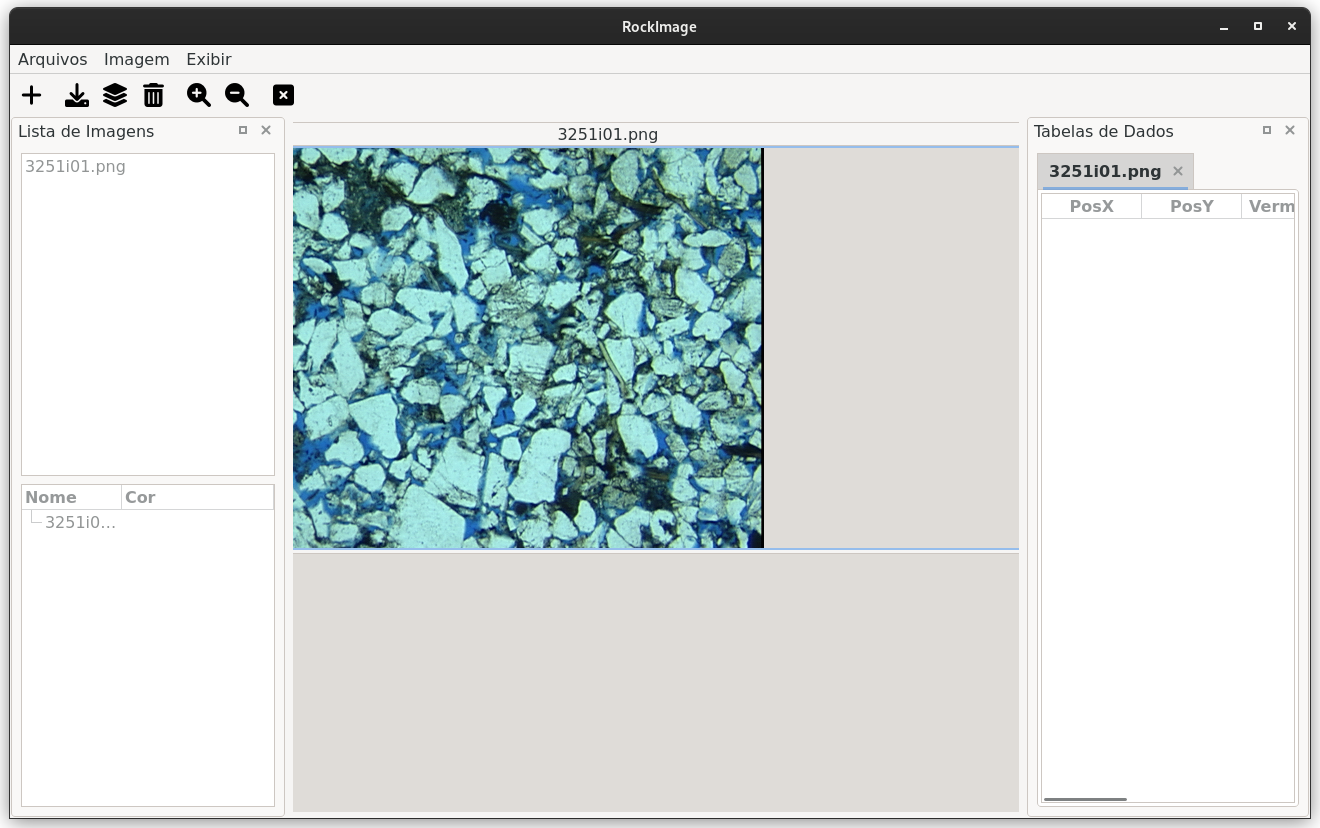 RockImage
Arquivos Imagem Exibir
Lista de Imagens
3251i01.png
Nome Cor
3251i0...
3251i01.png
Tabelas de Dados
3251i01.png
PosX PosY Verm